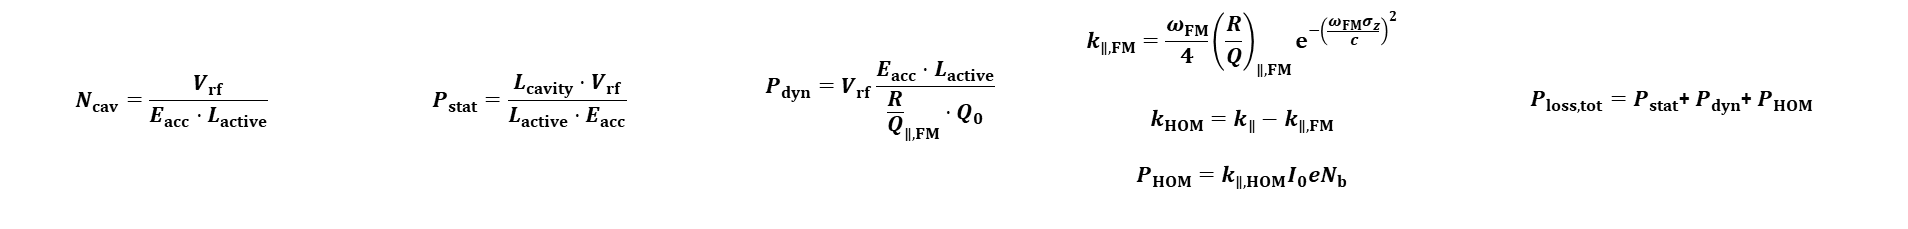 N_cav = V_rf / (E_acc · L_active)
P_stat = (L_cavity · V_rf) / (L_active · E_acc)
P_dyn = V_rf (E_acc · L_active) / (R/Q_∥,FM · Q_0)
k_∥,FM = ω_FM/4 (R/Q)_∥,FM e^−(ω_FM σ_z / c)^2
k_HOM = k_∥ − k_∥,FM
P_HOM = k_∥,HOM I_0 e N_b
P_loss,tot = P_stat + P_dyn + P_HOM